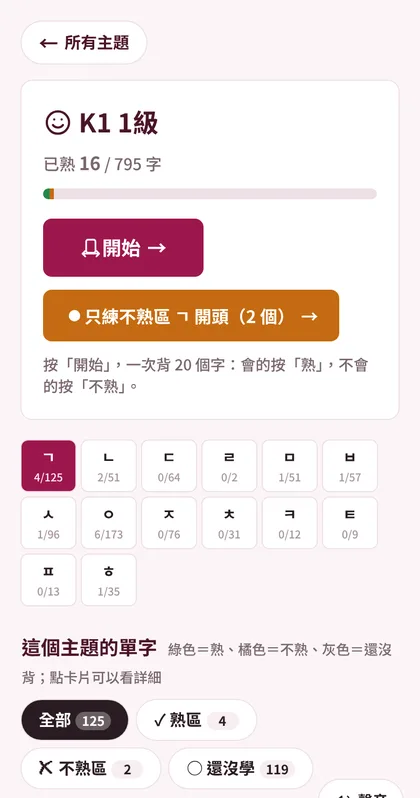 ← 所有主題
K1 1級
已熟 16 / 795 字
開始 →
只練不熟區 ㄱ 開頭（2 個） →
按「開始」，一次背 20 個字：會的按「熟」，不會
的按「不熟」。
ㄱ ㄴ ㄷ ㄹ ㅁ ㅂ
4/125 2/51 0/64 0/2 1/51 1/57
ㅅ ㅇ ㅈ ㅊ ㅋ ㅌ
1/96 6/173 0/76 0/31 0/12 0/9
ㅍ ㅎ
0/13 1/35
這個主題的單字 綠色＝熟、橘色＝不熟、灰色＝還沒
背；點卡片可以看詳細
全部 125 ✓ 熟區 4
✕ 不熟區 2 ○ 還沒學 119